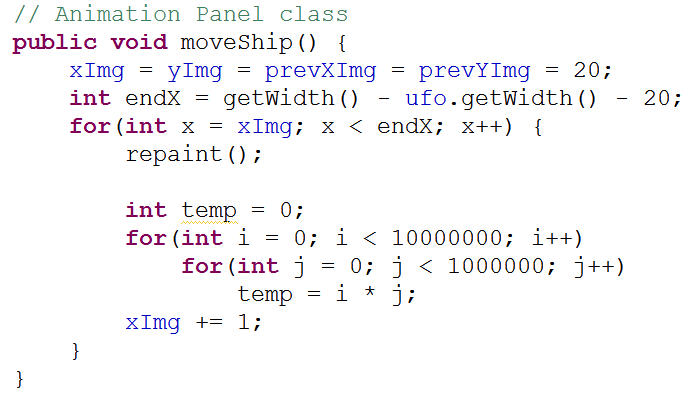 // Animation Panel class
public void moveShip() {
    xImg = yImg = prevXImg = prevYImg = 20;
    int endX = getWidth() - ufo.getWidth() - 20;
    for(int x = xImg; x < endX; x++) {
        repaint();

        int temp = 0;
        for(int i = 0; i < 10000000; i++)
            for(int j = 0; j < 1000000; j++)
                temp = i * j;
        xImg += 1;
    }
}